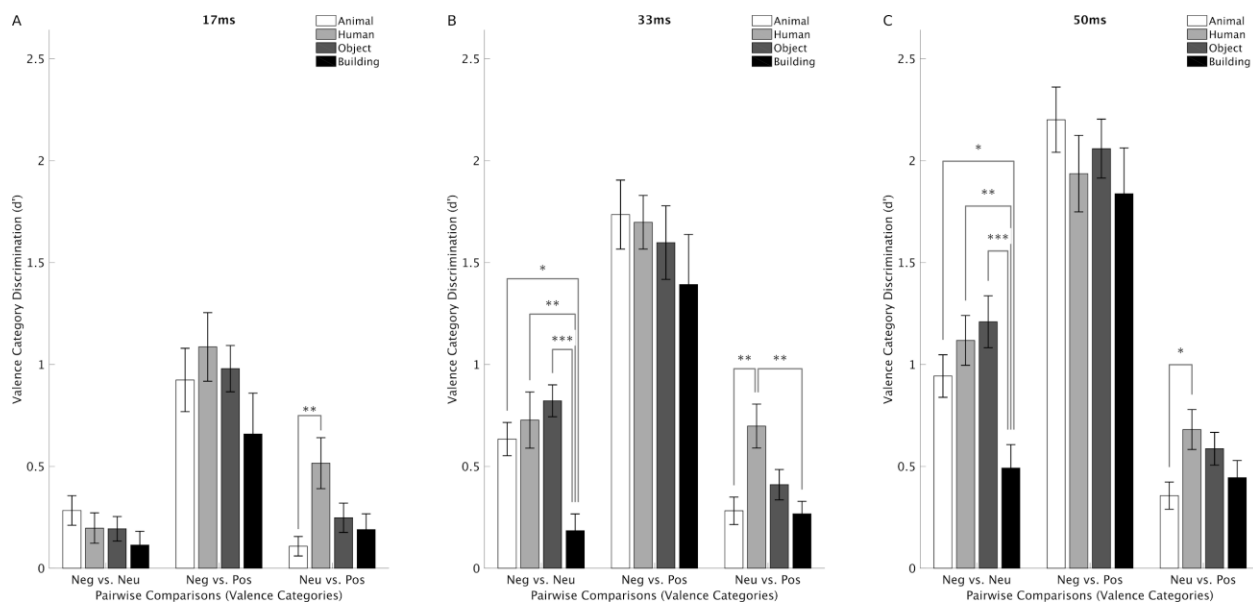 A
17ms
Animal
Human
Object
Building
2.5
2
1.5
1
0.5
0
Valence Category Discrimination (d')
**
Neg vs. Neu
Neg vs. Pos
Neu vs. Pos
Pairwise Comparisons (Valence Categories)
B
33ms
Animal
Human
Object
Building
2.5
2
1.5
1
0.5
0
Valence Category Discrimination (d')
*
**
***
**
**
Neg vs. Neu
Neg vs. Pos
Neu vs. Pos
Pairwise Comparisons (Valence Categories)
C
50ms
Animal
Human
Object
Building
2.5
2
1.5
1
0.5
0
Valence Category Discrimination (d')
*
**
***
*
Neg vs. Neu
Neg vs. Pos
Neu vs. Pos
Pairwise Comparisons (Valence Categories)